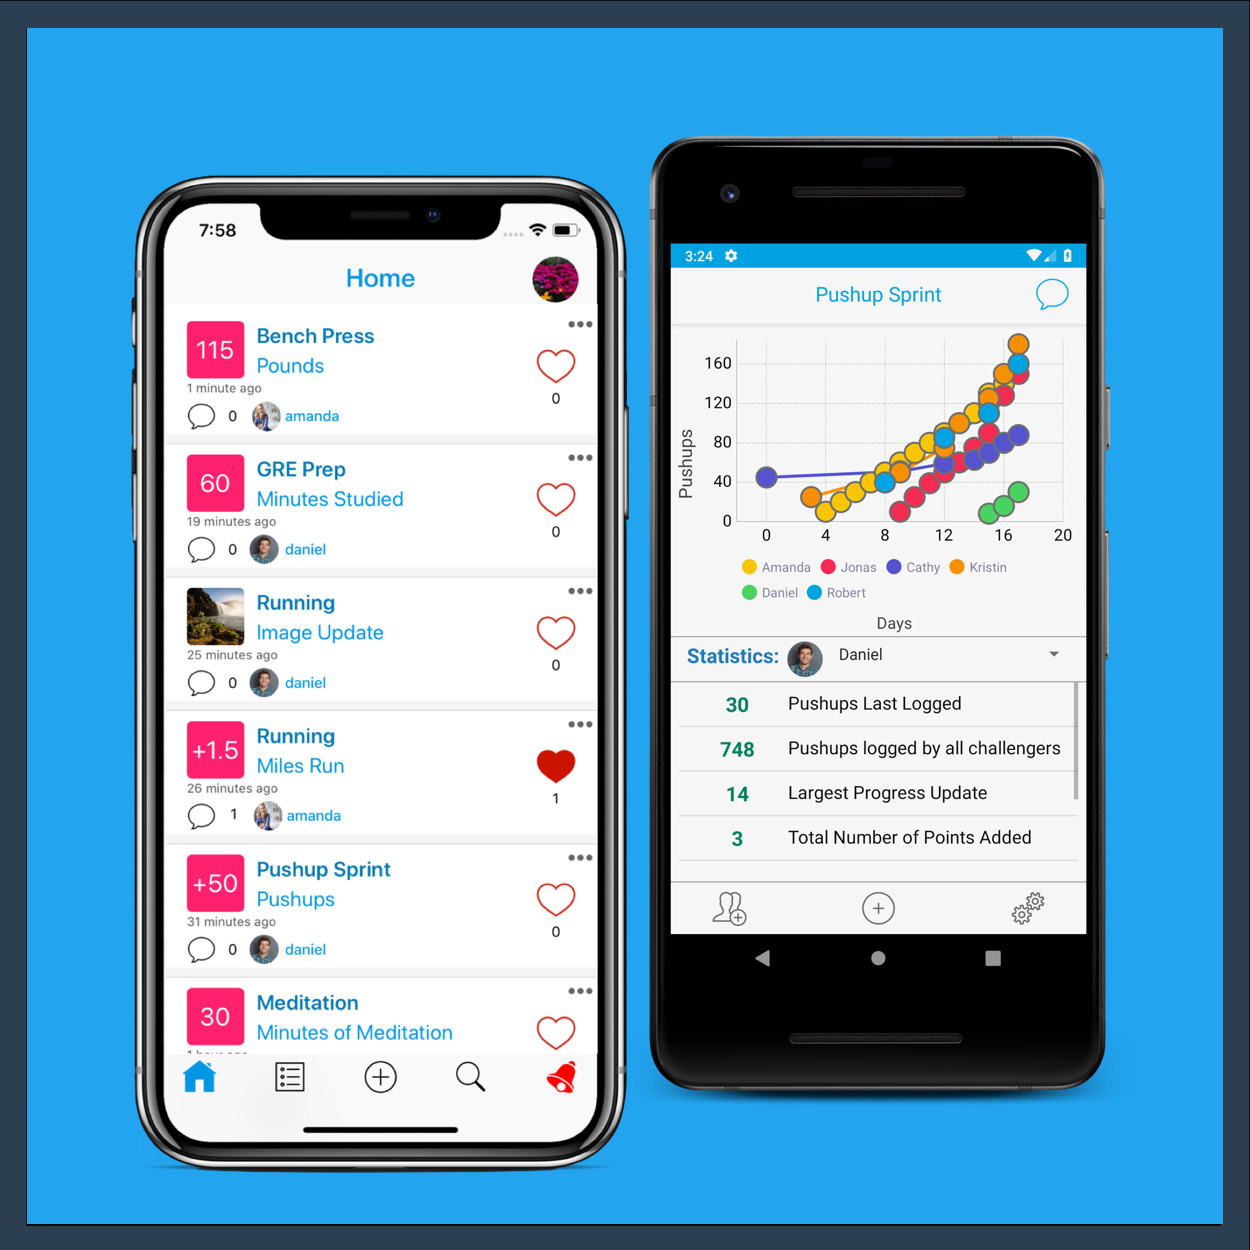 7:58
Home
115
Bench Press
Pounds
1 minute ago
0
amanda
0
60
GRE Prep
Minutes Studied
19 minutes ago
0
daniel
0
Running
Image Update
25 minutes ago
0
daniel
0
+1.5
Running
Miles Run
26 minutes ago
1
amanda
1
+50
Pushup Sprint
Pushups
31 minutes ago
0
daniel
0
30
Meditation
Minutes of Meditation
3:24
Pushup Sprint
Pushups
160
120
80
40
0
0 4 8 12 16 20
Amanda Jonas Cathy Kristin
Daniel Robert
Days
Statistics: Daniel
30 Pushups Last Logged
748 Pushups logged by all challengers
14 Largest Progress Update
3 Total Number of Points Added